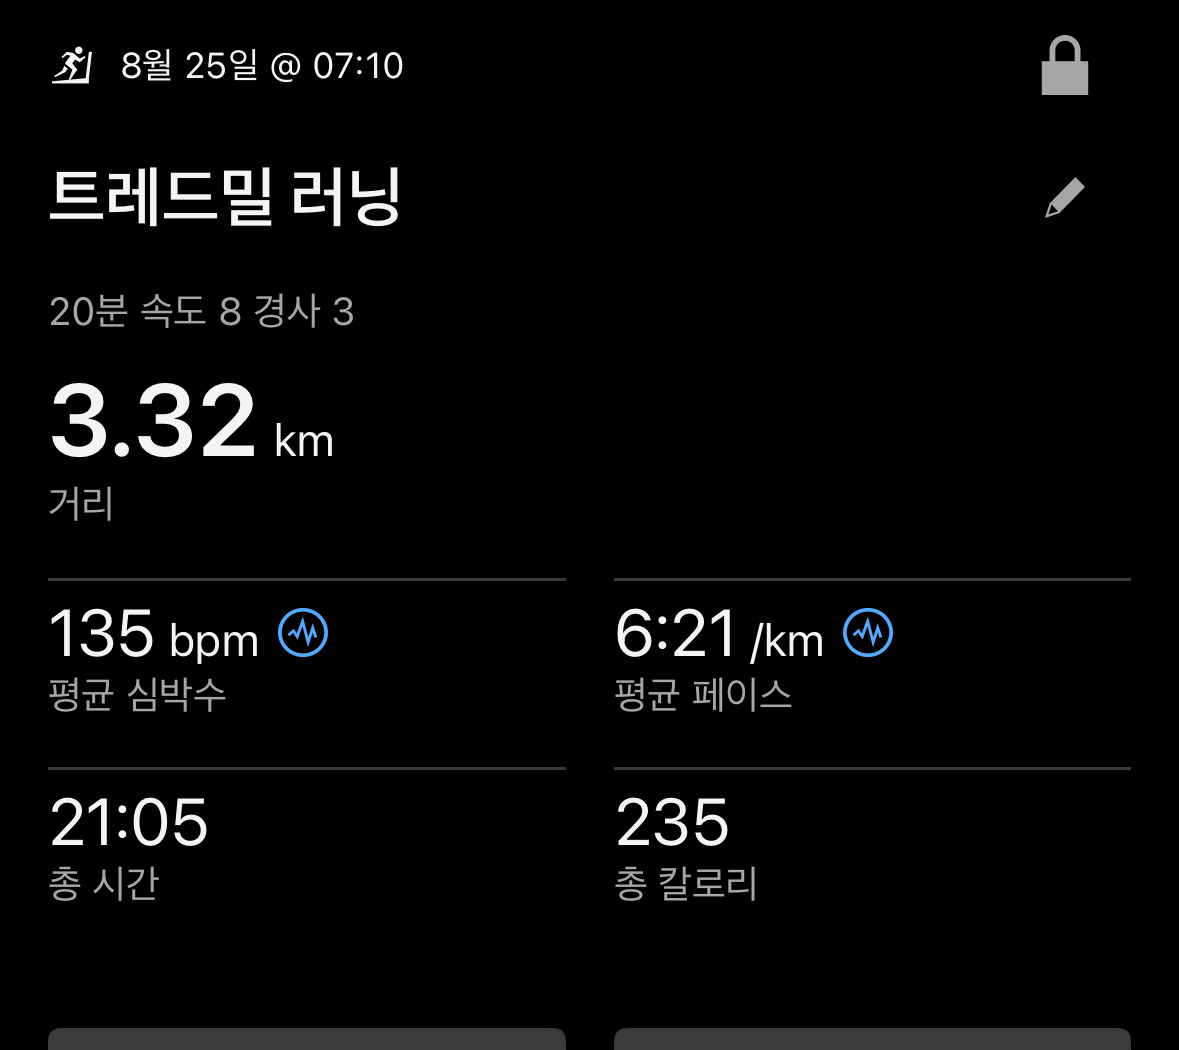 8월 25일 @ 07:10
트레드밀 러닝
20분 속도 8 경사 3
3.32 km
거리
135 bpm
평균 심박수
6:21 /km
평균 페이스
21:05
총 시간
235
총 칼로리